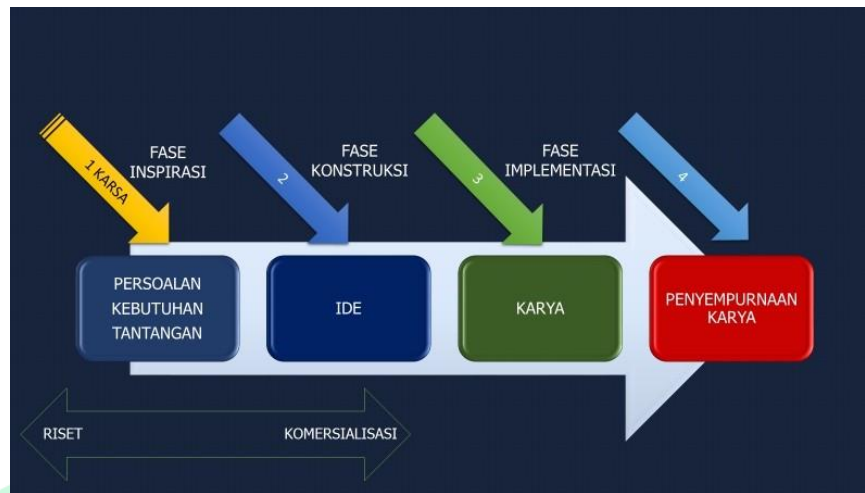 1 KARSA
FASE
INSPIRASI
2
FASE
KONSTRUKSI
3
FASE
IMPLEMENTASI
4
PERSOALAN
KEBUTUHAN
TANTANGAN
IDE
KARYA
PENYEMPURNAAN
KARYA
RISET
KOMERSIALISASI